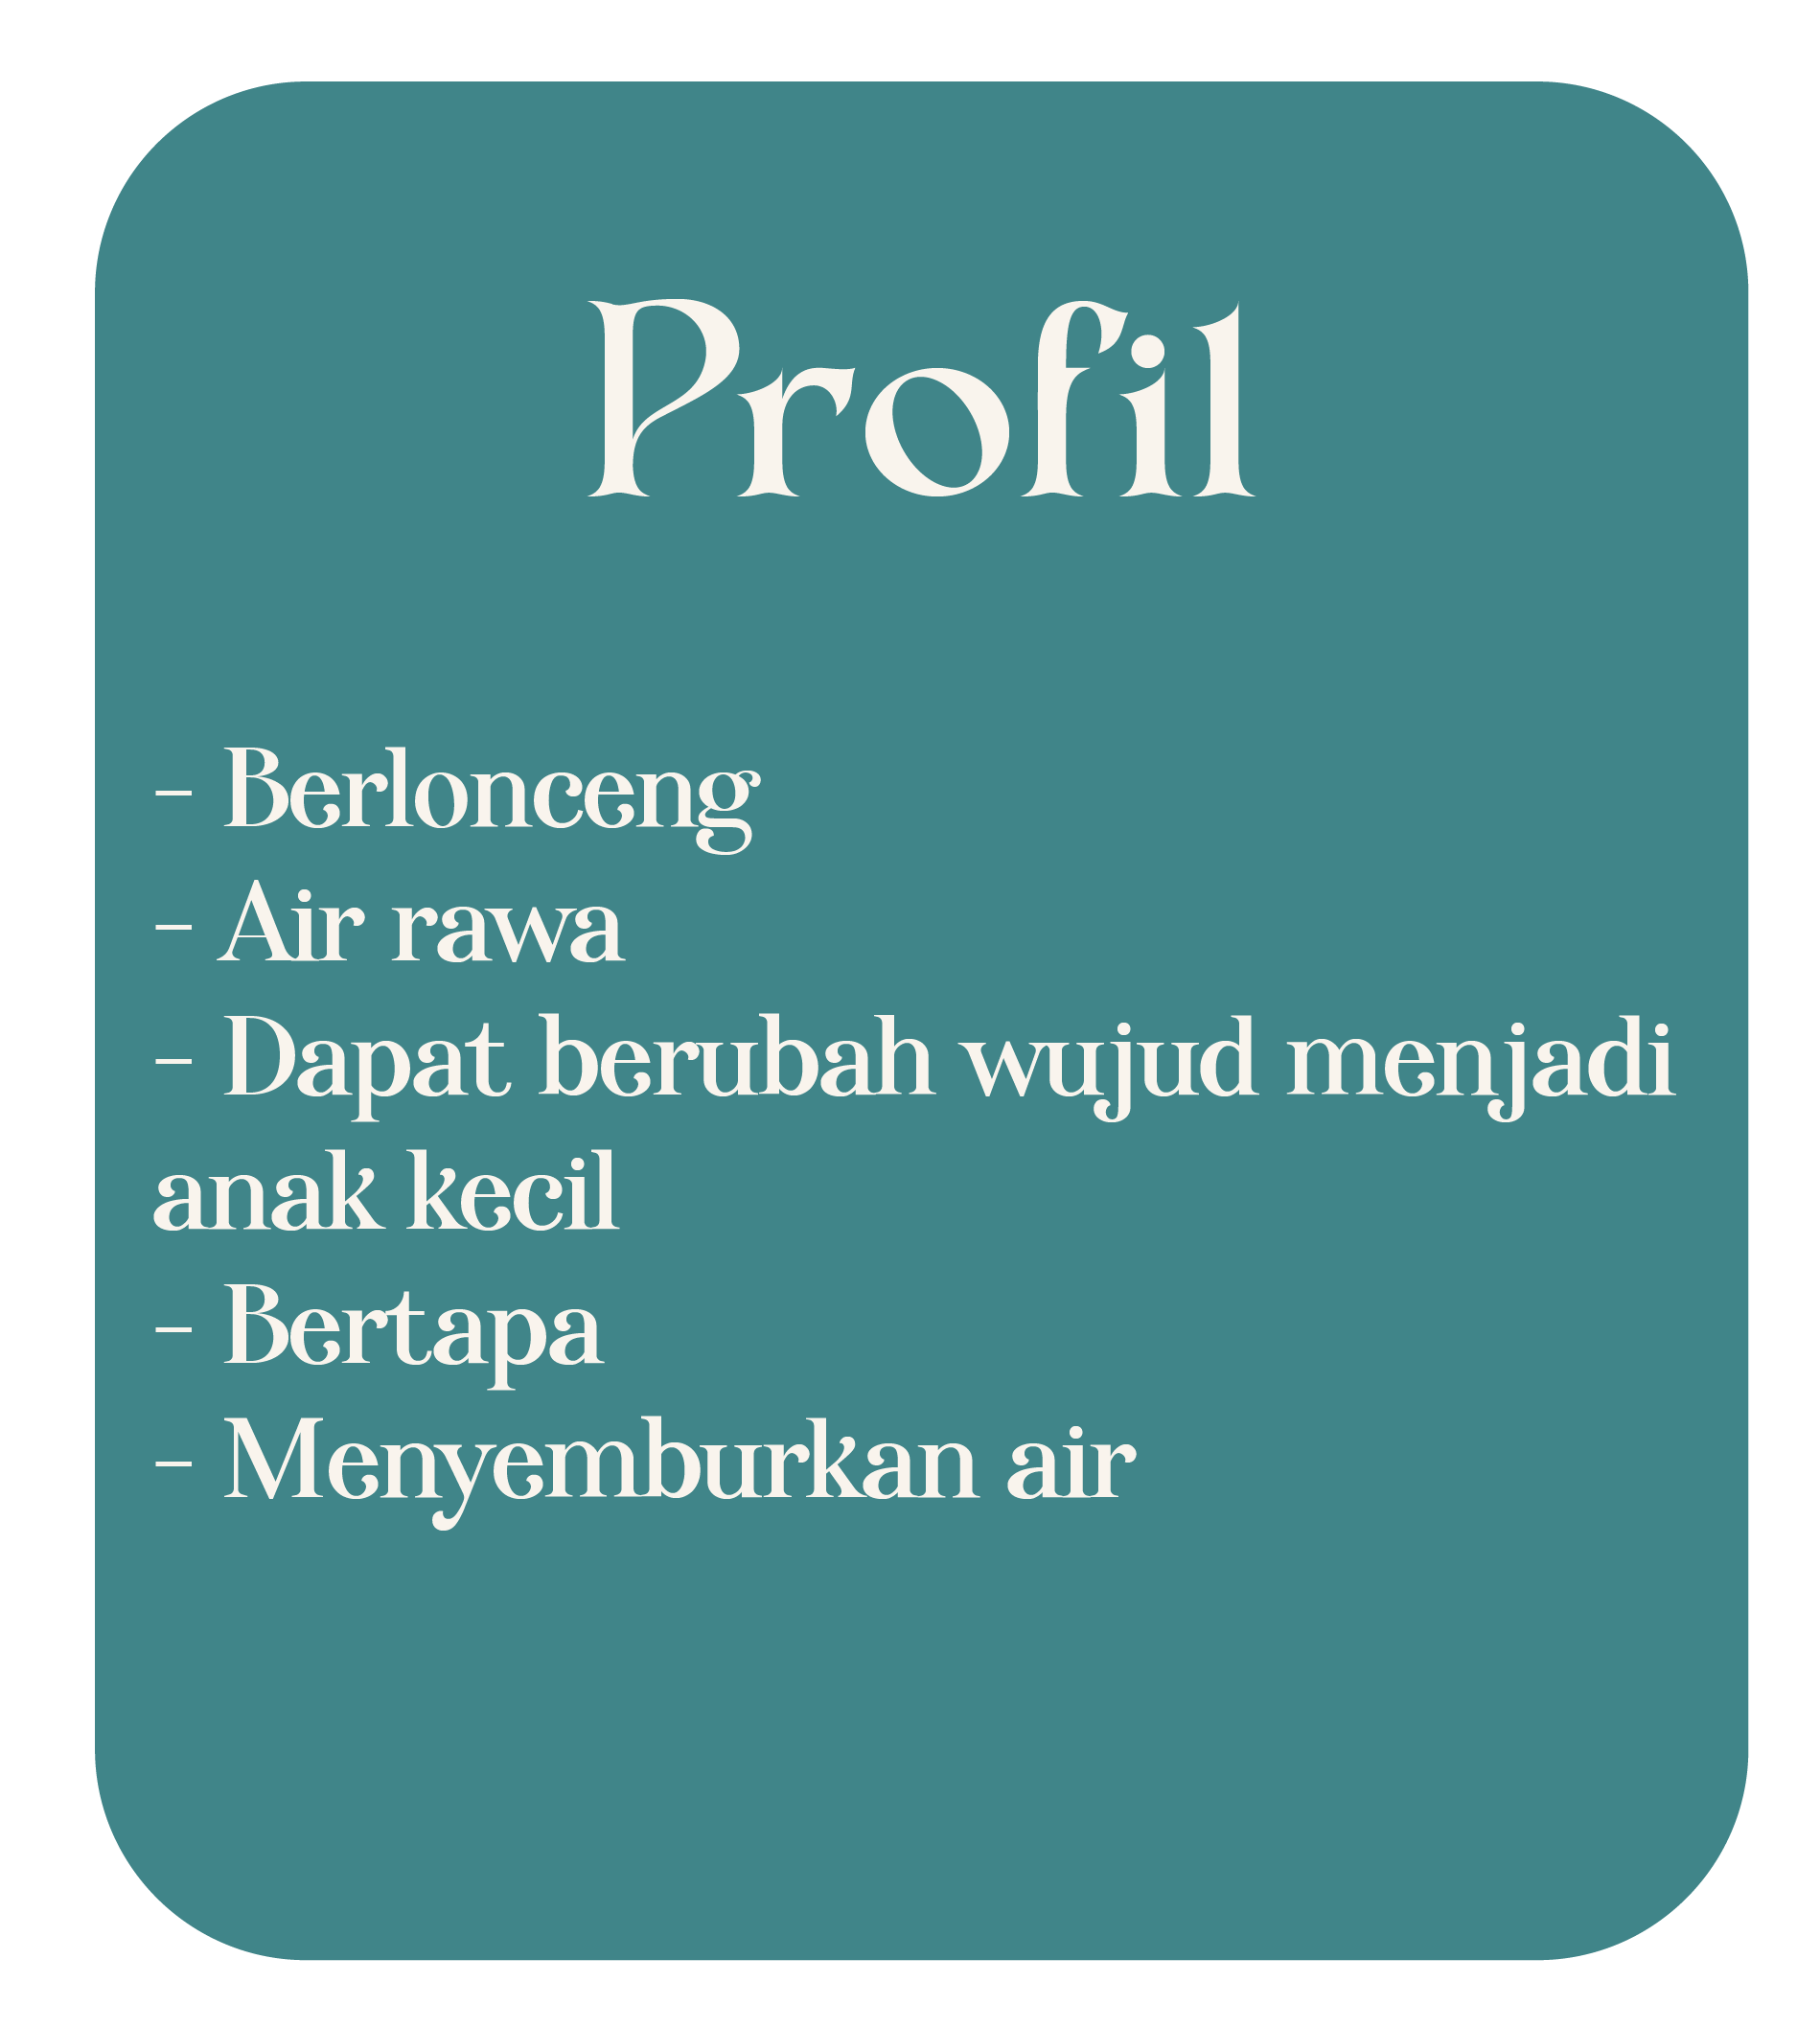 Profil
- Berlonceng
- Air rawa
- Dapat berubah wujud menjadi
anak kecil
- Bertapa
- Menyemburkan air